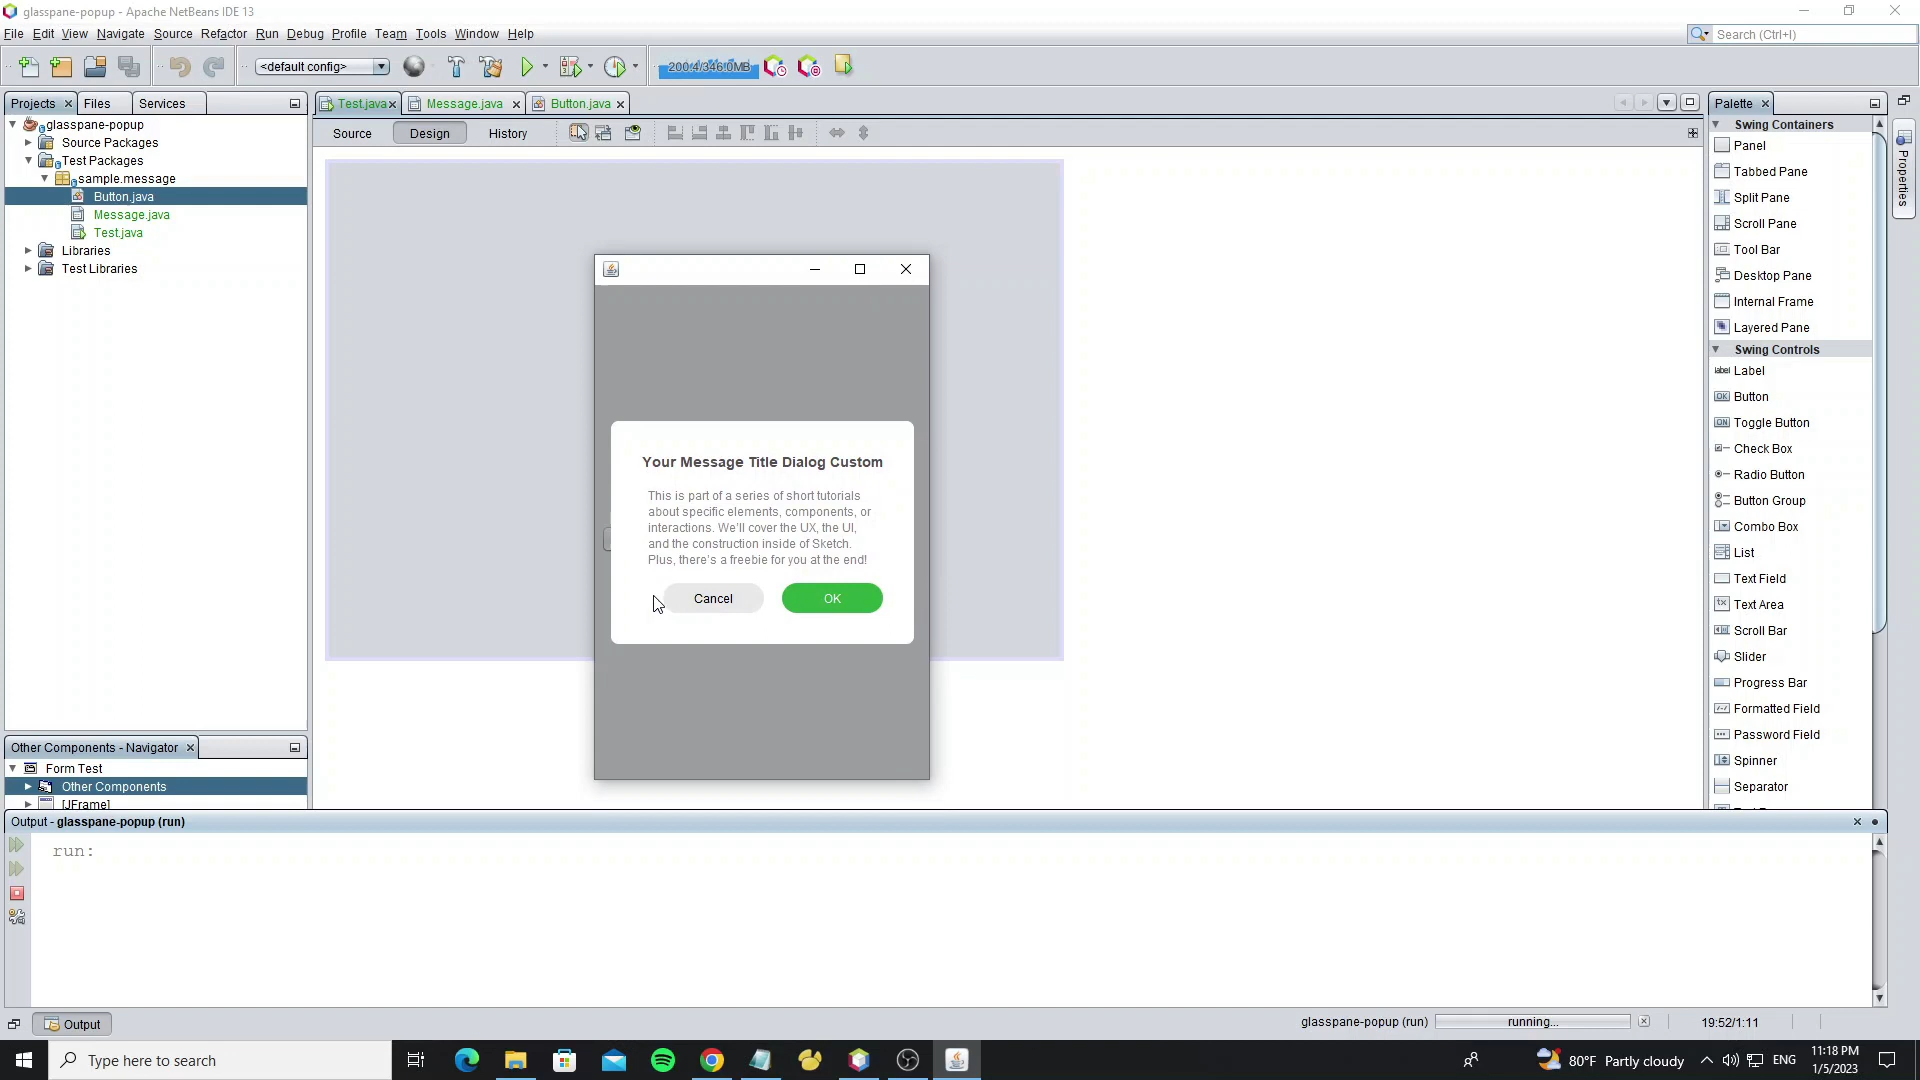 glasspane-popup - Apache NetBeans IDE 13
File Edit View Navigate Source Refactor Run Debug Profile Team Tools Window Help
Search (Ctrl+I)
<default config>
200.4/346.0MB
Projects Files Services
Test.java Message.java Button.java
Palette
Source Design History
Properties
glasspane-popup
Source Packages
Test Packages
sample.message
Button.java
Message.java
Test.java
Libraries
Test Libraries
Your Message Title Dialog Custom
This is part of a series of short tutorials
about specific elements, components, or
interactions. We'll cover the UX, the UI,
and the construction inside of Sketch.
Plus, there's a freebie for you at the end!
Cancel OK
Swing Containers
Panel
Tabbed Pane
Split Pane
Scroll Pane
Tool Bar
Desktop Pane
Internal Frame
Layered Pane
Swing Controls
label Label
OK Button
ON Toggle Button
Check Box
Radio Button
Button Group
Combo Box
List
Text Field
Text Area
Scroll Bar
Slider
Progress Bar
Formatted Field
Password Field
Spinner
Separator
Other Components - Navigator
Form Test
Other Components
[JFrame]
Output - glasspane-popup (run)
run:
Output
glasspane-popup (run) running... 19:52/1:11
Type here to search
80°F Partly cloudy
ENG
11:18 PM
1/5/2023